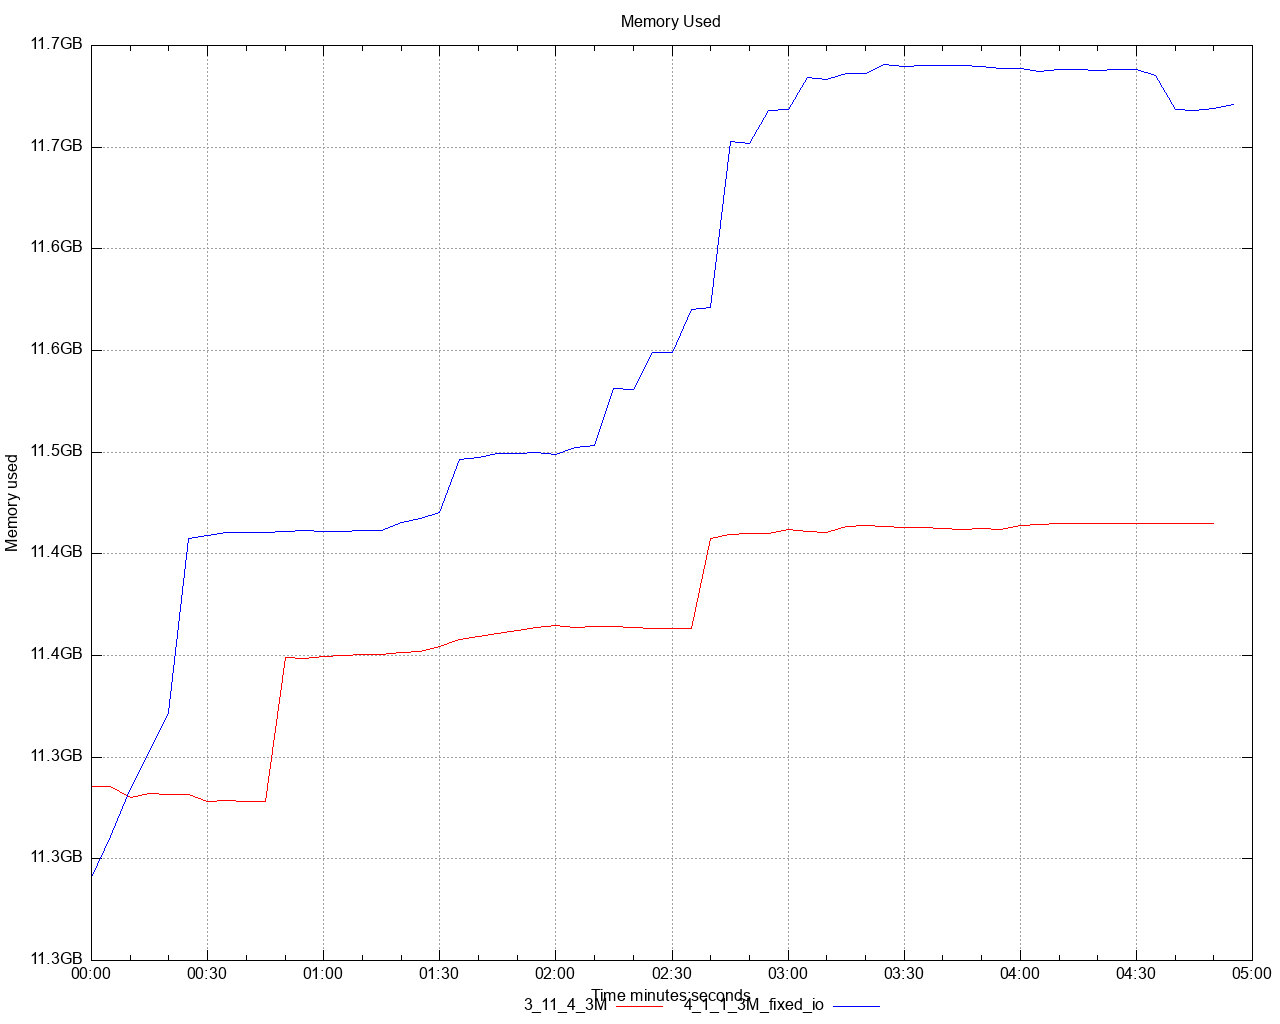 Memory Used
11.7GB
11.7GB
11.6GB
11.6GB
11.5GB
11.4GB
11.4GB
11.3GB
11.3GB
11.3GB
Memory used
00:00 00:30 01:00 01:30 02:00 02:30 03:00 03:30 04:00 04:30 05:00
Time minutes:seconds
3_11_4_3M 4_1_1_3M_fixed_io